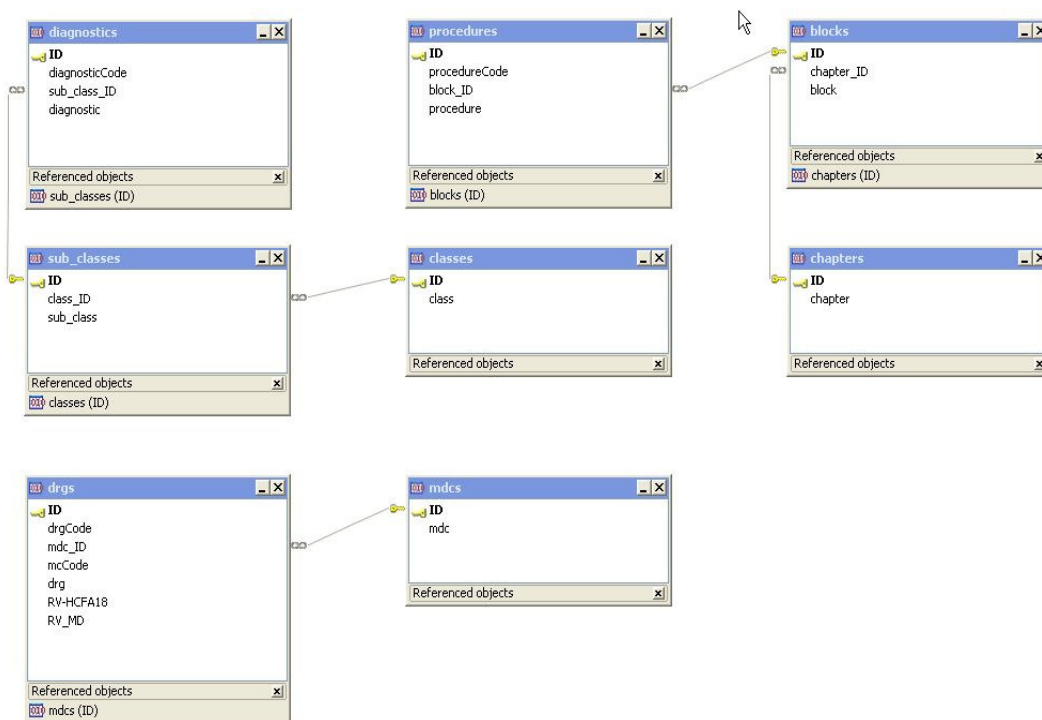 diagnostics
ID
diagnosticCode
sub_class_ID
diagnostic
Referenced objects
sub_classes (ID)
procedures
ID
procedureCode
block_ID
procedure
Referenced objects
blocks (ID)
blocks
ID
chapter_ID
block
Referenced objects
chapters (ID)
sub_classes
ID
class_ID
sub_class
Referenced objects
classes (ID)
classes
ID
class
Referenced objects
chapters
ID
chapter
Referenced objects
drgs
ID
drgCode
mdc_ID
mcCode
drg
RV-HCFA18
RV_MD
Referenced objects
mdcs (ID)
mdcs
ID
mdc
Referenced objects